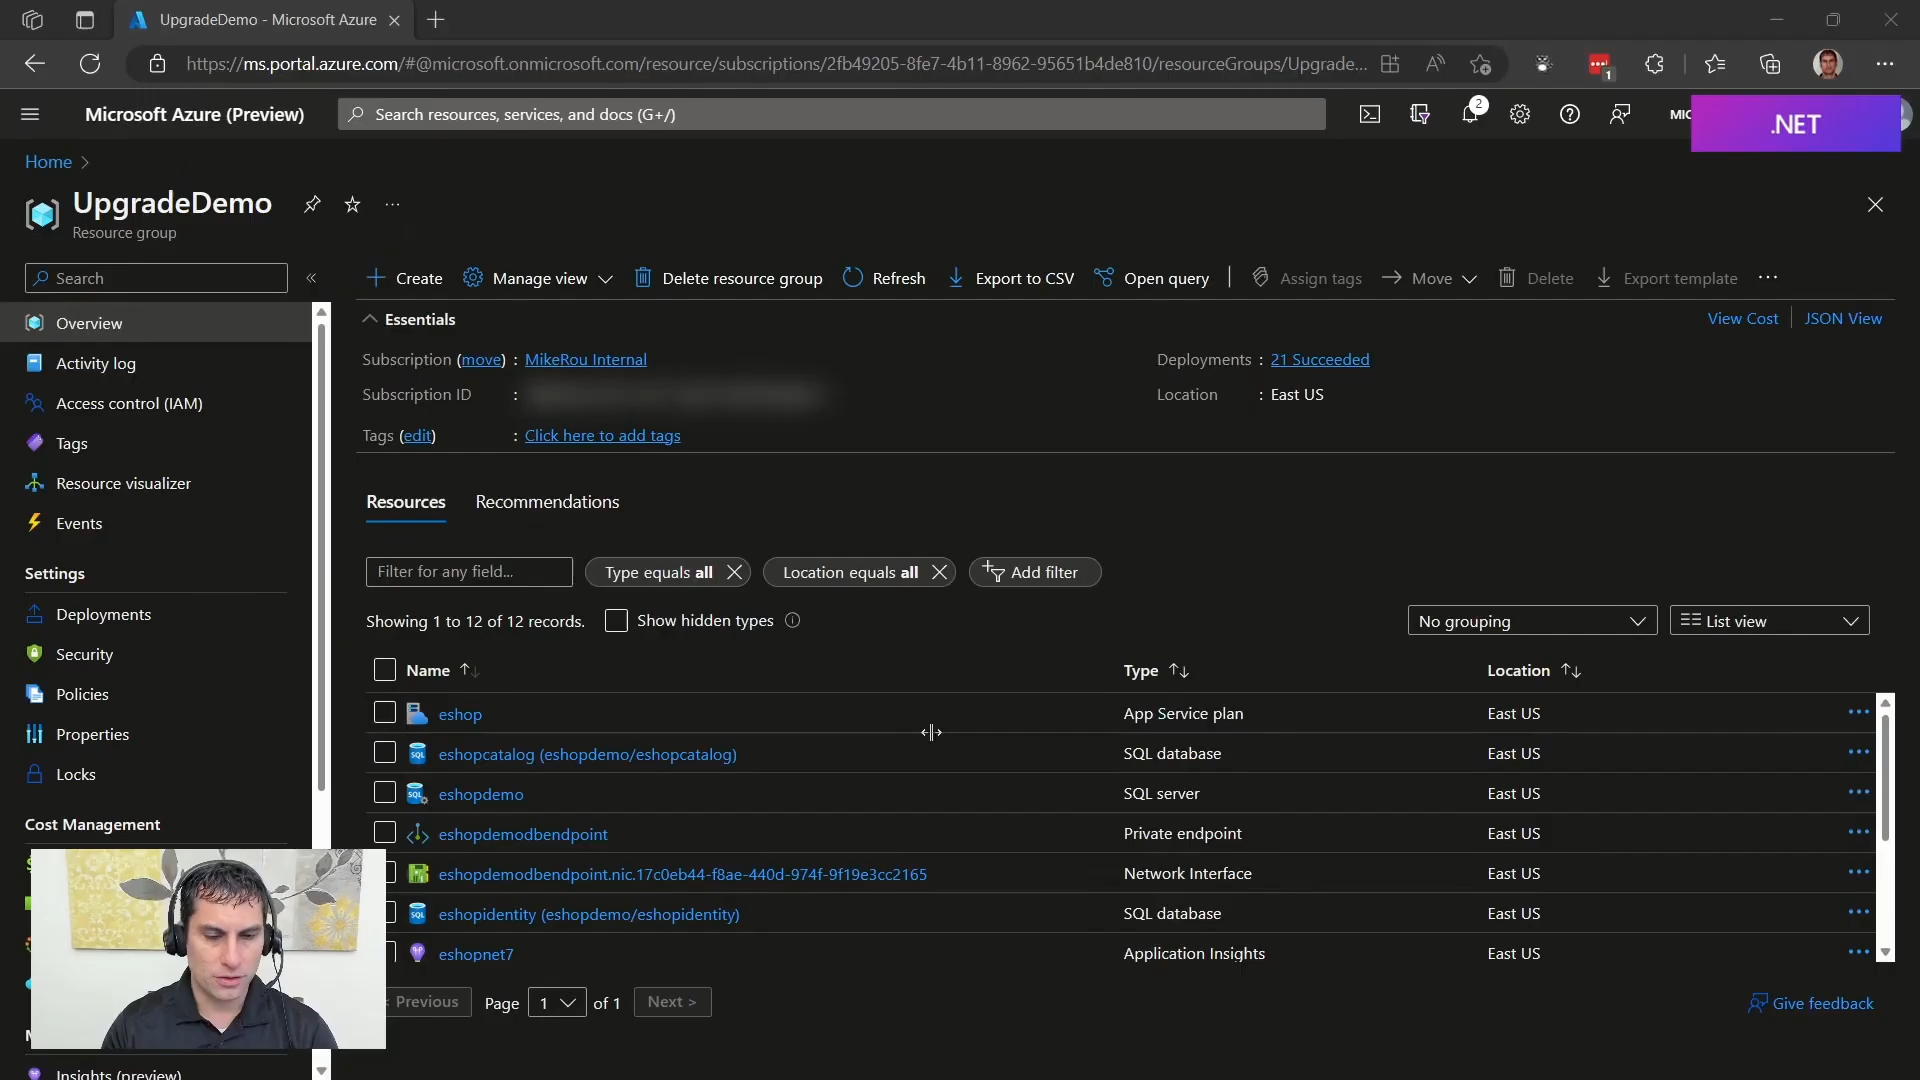 UpgradeDemo - Microsoft Azure
https://ms.portal.azure.com/#@microsoft.onmicrosoft.com/resource/subscriptions/2fb49205-8fe7-4b11-8962-95651b4de810/resourceGroups/Upgrade...
1
Microsoft Azure (Preview)
Search resources, services, and docs (G+/)
2
MIC
.NET
Home
UpgradeDemo
Resource group
Search
Create
Manage view
Delete resource group
Refresh
Export to CSV
Open query
Assign tags
Move
Delete
Export template
Overview
Activity log
Access control (IAM)
Tags
Resource visualizer
Events
Settings
Deployments
Security
Policies
Properties
Locks
Cost Management
Insights (preview)
Essentials
View Cost
JSON View
Subscription (move) : MikeRou Internal
Deployments : 21 Succeeded
Subscription ID :
Location : East US
Tags (edit) : Click here to add tags
Resources
Recommendations
Filter for any field...
Type equals all
Location equals all
Add filter
Showing 1 to 12 of 12 records.
Show hidden types
No grouping
List view
Name Type Location
eshop App Service plan East US
eshopcatalog (eshopdemo/eshopcatalog) SQL database East US
eshopdemo SQL server East US
eshopdemodbendpoint Private endpoint East US
eshopdemodbendpoint.nic.17c0eb44-f8ae-440d-974f-9f19e3cc2165 Network Interface East US
eshopidentity (eshopdemo/eshopidentity) SQL database East US
eshopnet7 Application Insights East US
< Previous
Page 1 of 1
Next >
Give feedback